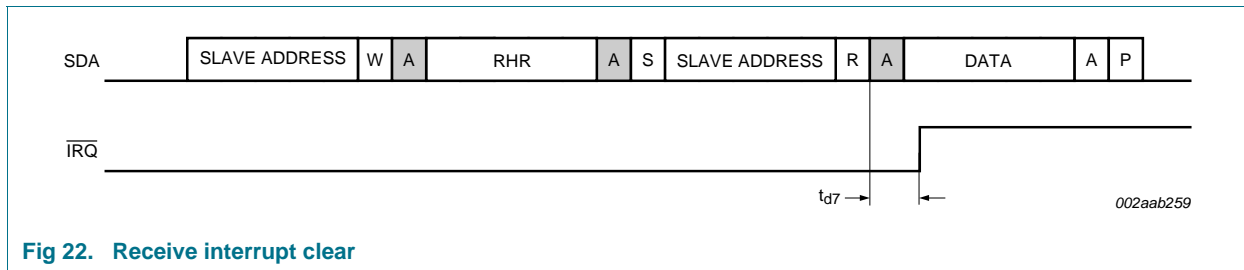 SDA SLAVE ADDRESS W A RHR A S SLAVE ADDRESS R A DATA A P
IRQ
td7
002aab259
Fig 22. Receive interrupt clear